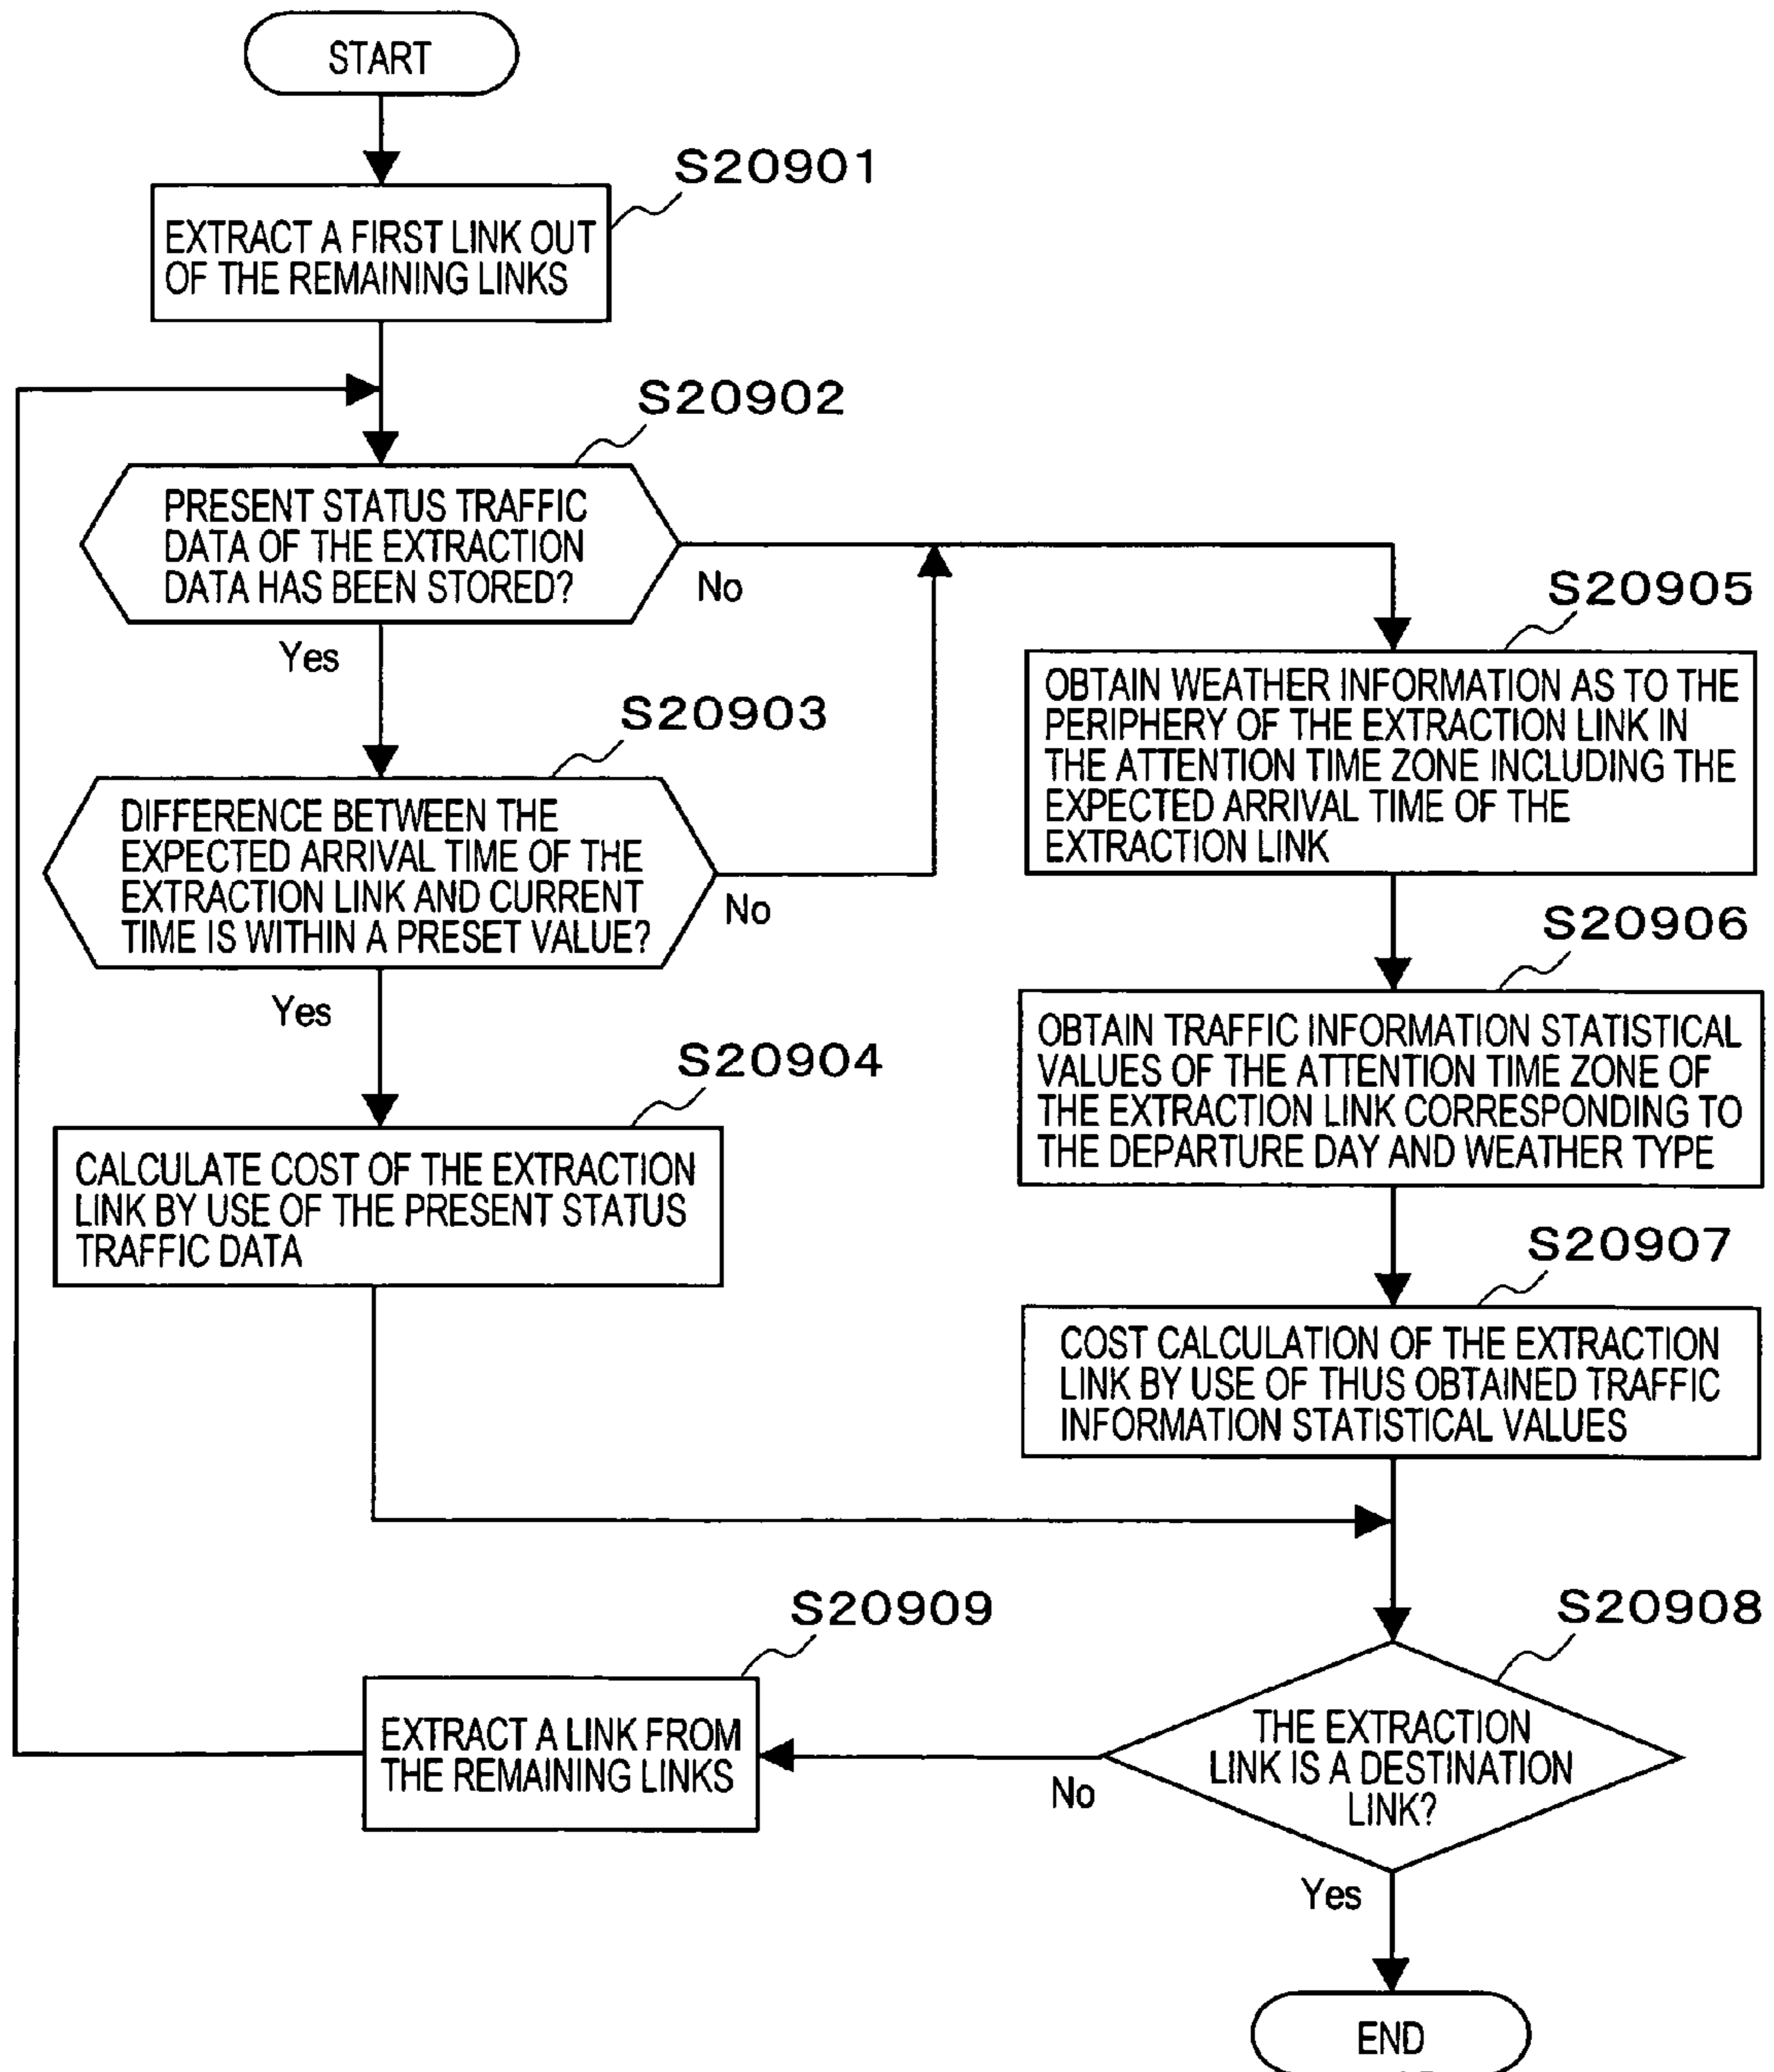 START
S20901
EXTRACT A FIRST LINK OUT
OF THE REMAINING LINKS
S20902
PRESENT STATUS TRAFFIC
DATA OF THE EXTRACTION
DATA HAS BEEN STORED?
No
Yes
S20903
DIFFERENCE BETWEEN THE
EXPECTED ARRIVAL TIME OF THE
EXTRACTION LINK AND CURRENT
TIME IS WITHIN A PRESET VALUE?
No
Yes
S20904
CALCULATE COST OF THE EXTRACTION
LINK BY USE OF THE PRESENT STATUS
TRAFFIC DATA
S20905
OBTAIN WEATHER INFORMATION AS TO THE
PERIPHERY OF THE EXTRACTION LINK IN
THE ATTENTION TIME ZONE INCLUDING THE
EXPECTED ARRIVAL TIME OF THE
EXTRACTION LINK
S20906
OBTAIN TRAFFIC INFORMATION STATISTICAL
VALUES OF THE ATTENTION TIME ZONE OF
THE EXTRACTION LINK CORRESPONDING TO
THE DEPARTURE DAY AND WEATHER TYPE
S20907
COST CALCULATION OF THE EXTRACTION
LINK BY USE OF THUS OBTAINED TRAFFIC
INFORMATION STATISTICAL VALUES
S20908
THE EXTRACTION
LINK IS A DESTINATION
LINK?
No
Yes
S20909
EXTRACT A LINK FROM
THE REMAINING LINKS
END